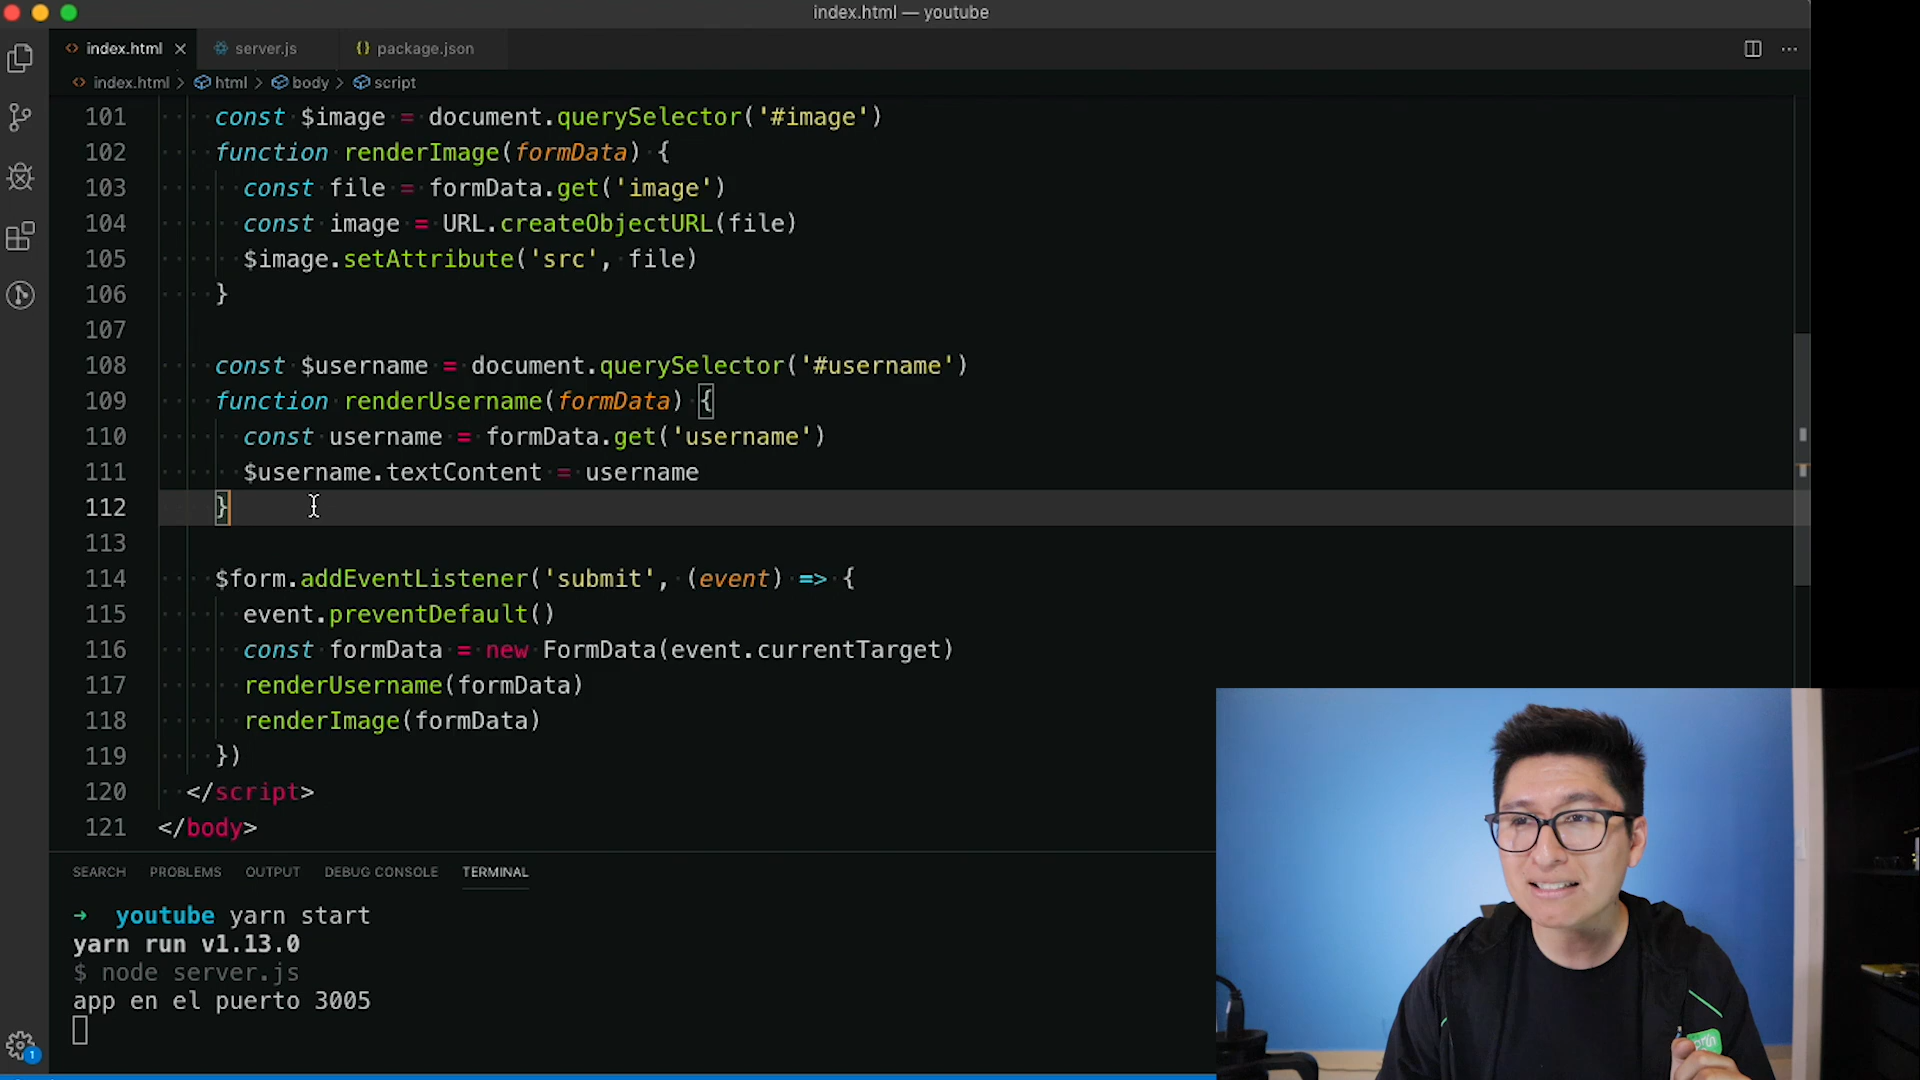 index.html — youtube
index.html server.js package.json
index.html > html > body > script
101 const $image = document.querySelector('#image')
102 function renderImage(formData) {
103 const file = formData.get('image')
104 const image = URL.createObjectURL(file)
105 $image.setAttribute('src', file)
106 }
107
108 const $username = document.querySelector('#username')
109 function renderUsername(formData) {
110 const username = formData.get('username')
111 $username.textContent = username
112 }
113
114 $form.addEventListener('submit', (event) => {
115 event.preventDefault()
116 const formData = new FormData(event.currentTarget)
117 renderUsername(formData)
118 renderImage(formData)
119 })
120 </script>
121 </body>
SEARCH PROBLEMS OUTPUT DEBUG CONSOLE TERMINAL
→ youtube yarn start
yarn run v1.13.0
$ node server.js
app en el puerto 3005
1